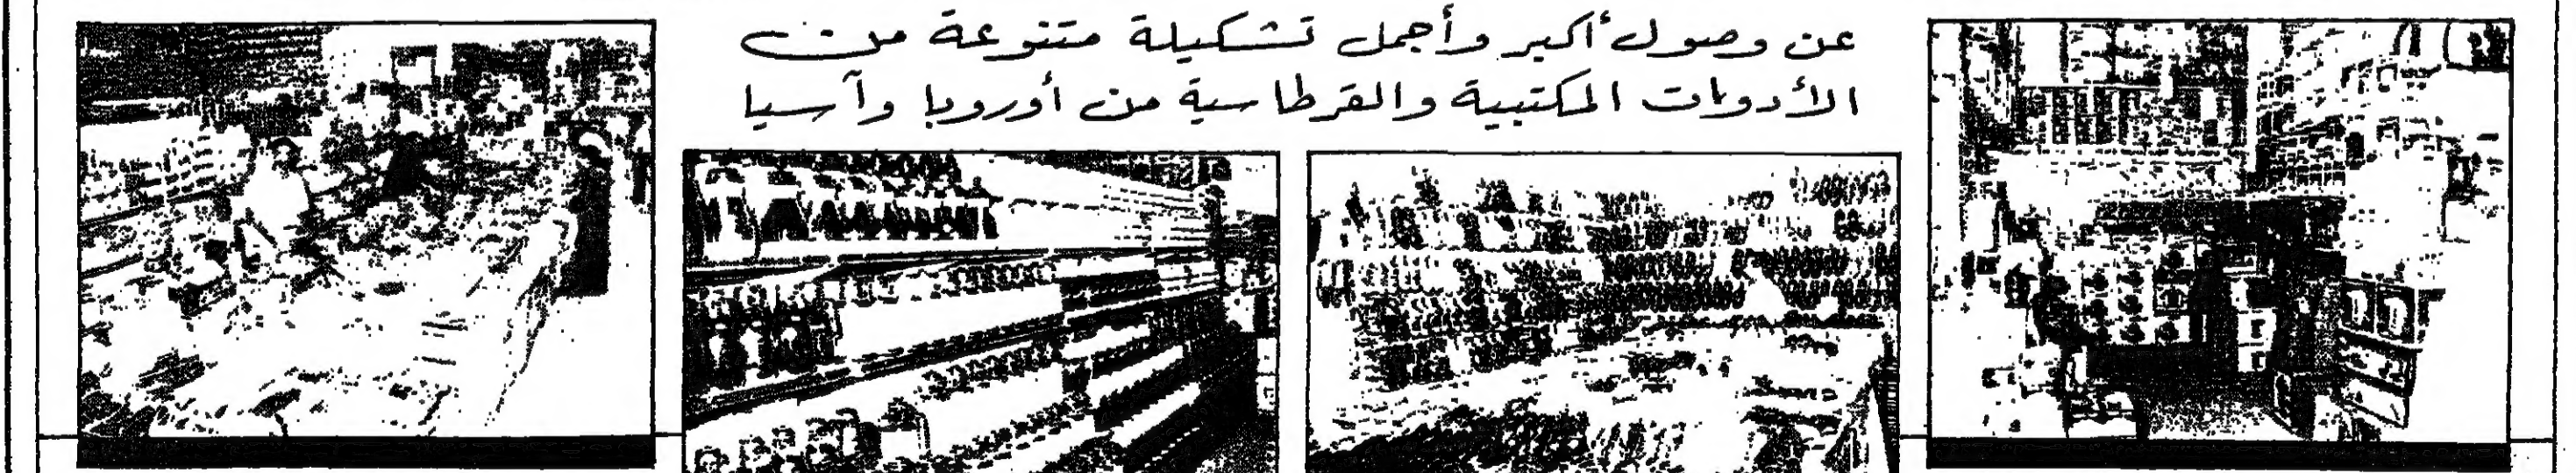 عن وصول أكبر وأجمل تشكيلة متنوعة من
الأدوات المكتبية والقرطاسية من أوروبا وآسيا